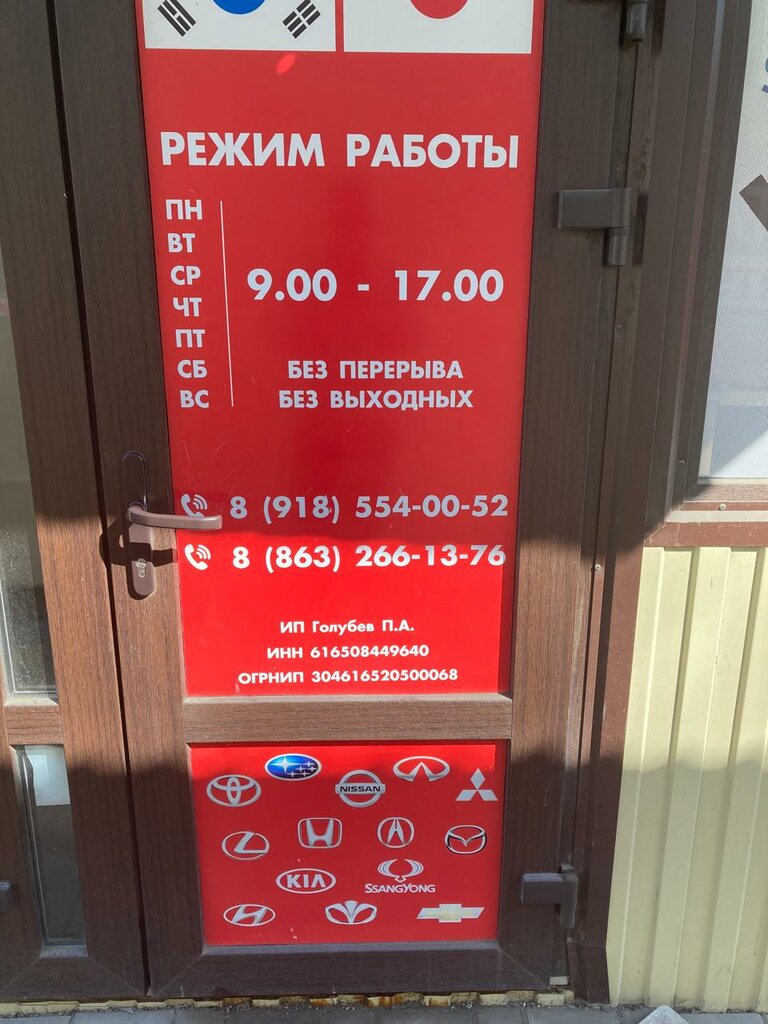 РЕЖИМ РАБОТЫ
ПН
ВТ
СР
ЧТ
ПТ
СБ
ВС
9.00 - 17.00
БЕЗ ПЕРЕРЫВА
БЕЗ ВЫХОДНЫХ
8 (918) 554-00-52
8 (863) 266-13-76
ИП Голубев П.А.
ИНН 616508449640
ОГРНИП 304616520500068
NISSAN
KIA
SSANGYONG